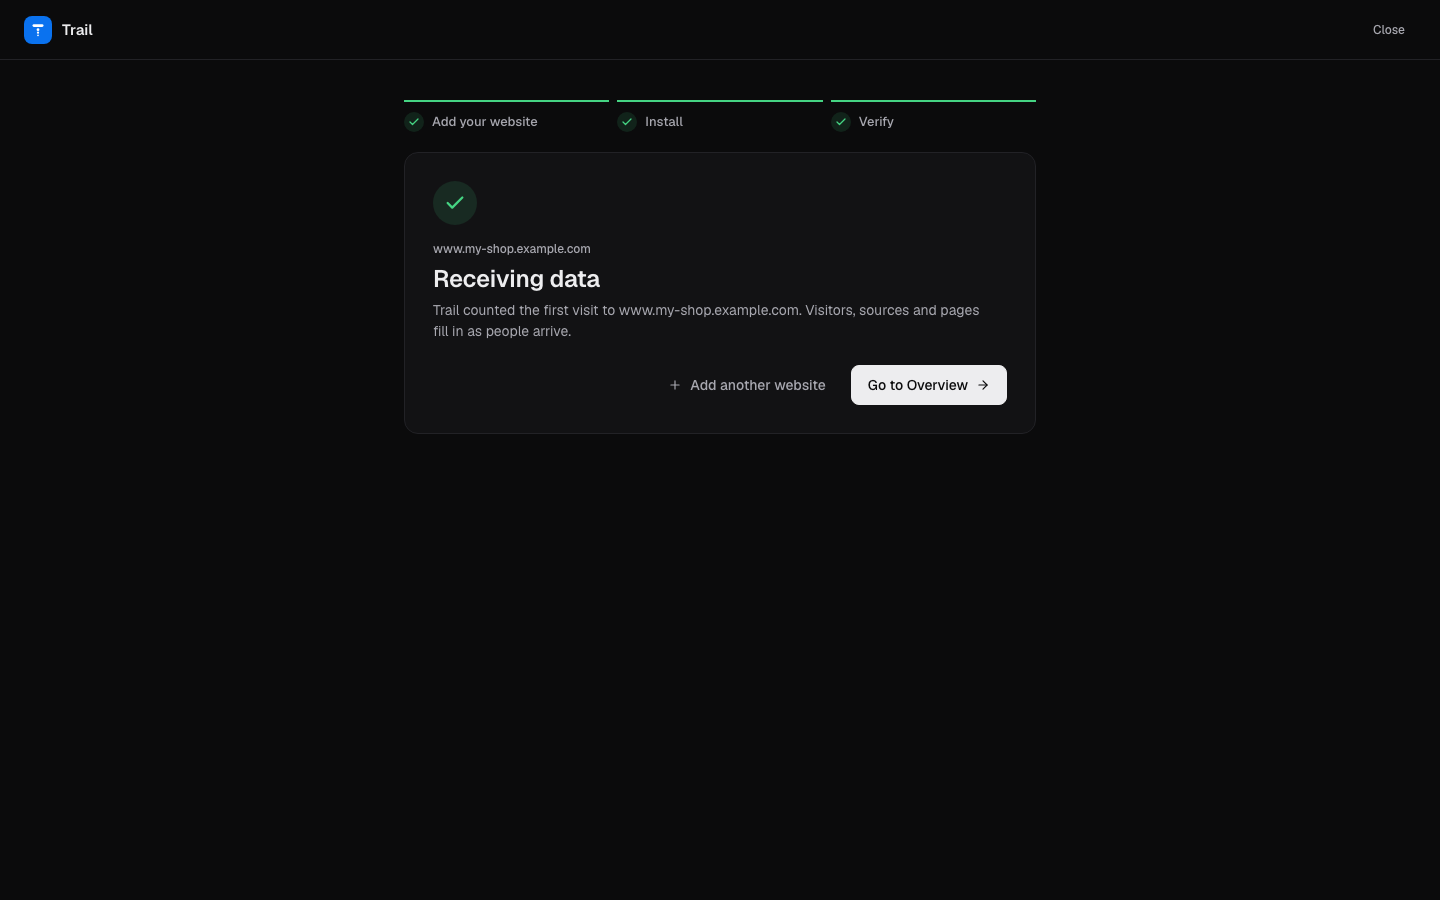 Trail
Close
Add your website
Install
Verify
www.my-shop.example.com
Receiving data
Trail counted the first visit to www.my-shop.example.com. Visitors, sources and pages
fill in as people arrive.
Add another website
Go to Overview